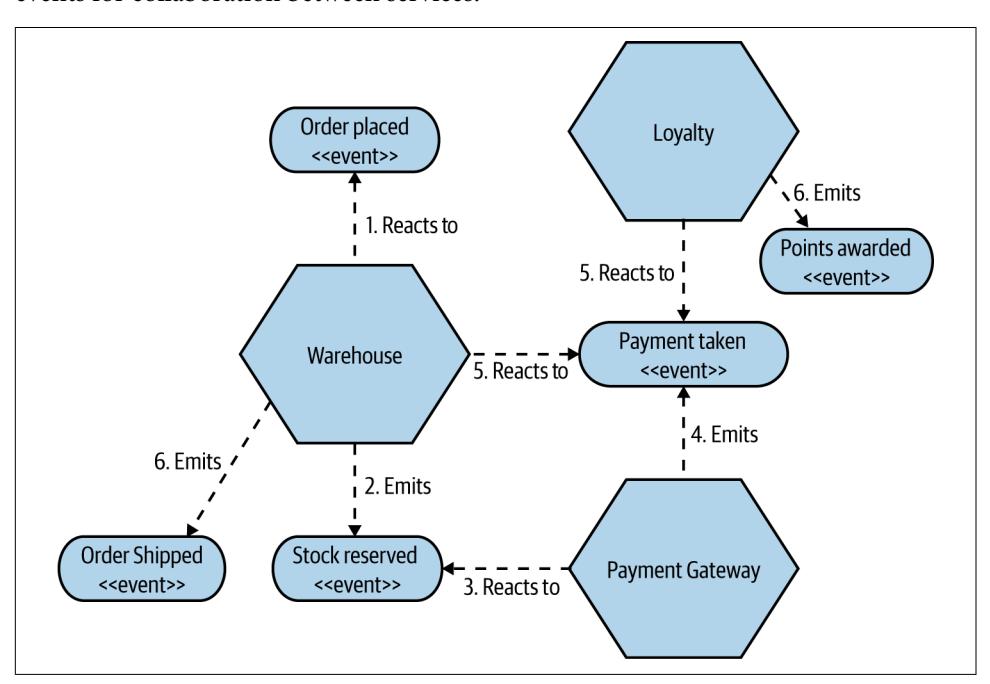 events for collaboration between services.
Order placed
<<event>>
Loyalty
6. Emits
1. Reacts to
Points awarded
<<event>>
5. Reacts to
Payment taken
<<event>>
Warehouse
5. Reacts to
4. Emits
6. Emits
2. Emits
Order Shipped
<<event>>
Stock reserved
<<event>>
3. Reacts to
Payment Gateway